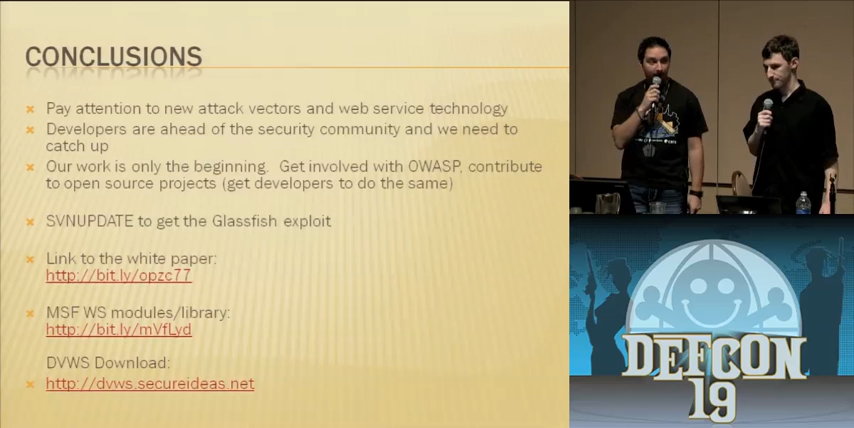 CONCLUSIONS
Pay attention to new attack vectors and web service technology
Developers are ahead of the security community and we need to
catch up
Our work is only the beginning. Get involved with OWASP, contribute
to open source projects (get developers to do the same)
SVNUPDATE to get the Glassfish exploit
Link to the white paper:
http://bit.ly/opzc77
MSF WS modules/library:
http://bit.ly/mVfLyd
DVWS Download:
http://dvws.secureideas.net
DEFCON
19